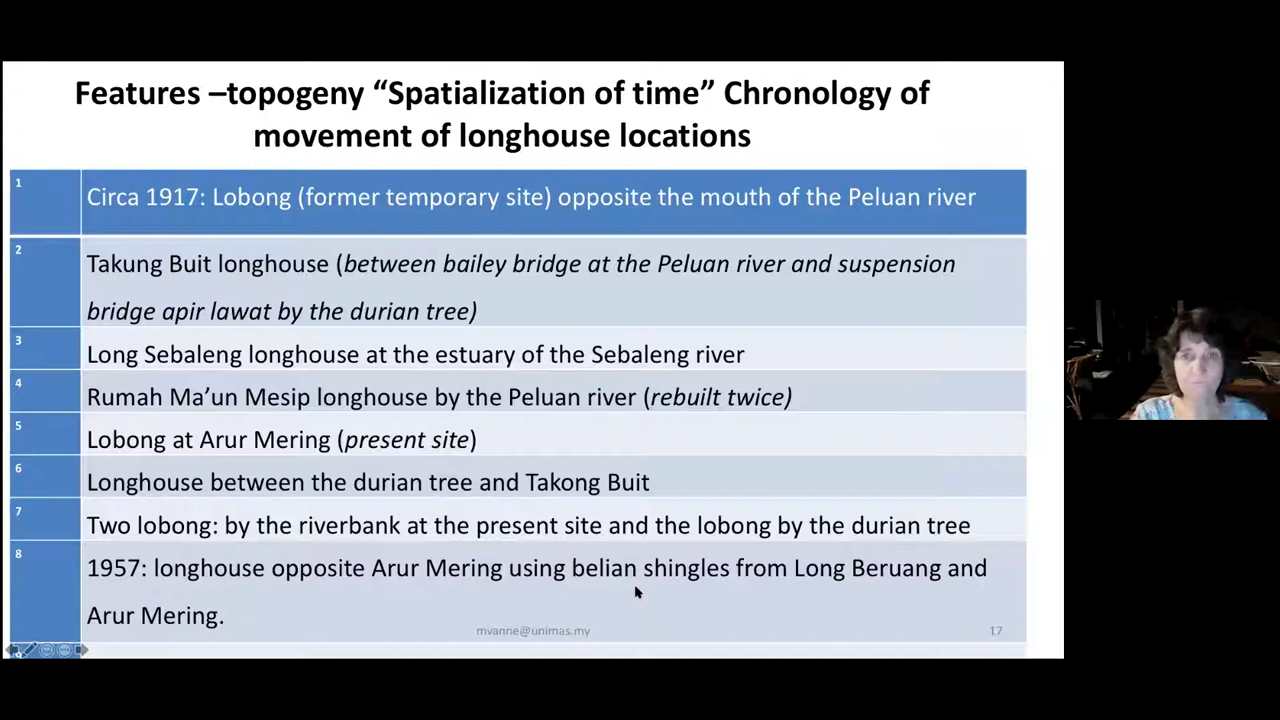 Features –topogeny “Spatialization of time” Chronology of
movement of longhouse locations
1
Circa 1917: Lobong (former temporary site) opposite the mouth of the Peluan river
2
Takung Buit longhouse (between bailey bridge at the Peluan river and suspension
bridge apir lawat by the durian tree)
3
Long Sebaleng longhouse at the estuary of the Sebaleng river
4
Rumah Ma’un Mesip longhouse by the Peluan river (rebuilt twice)
5
Lobong at Arur Mering (present site)
6
Longhouse between the durian tree and Takong Buit
7
Two lobong: by the riverbank at the present site and the lobong by the durian tree
8
1957: longhouse opposite Arur Mering using belian shingles from Long Beruang and
Arur Mering.
mvanne@unimas.my
17
9